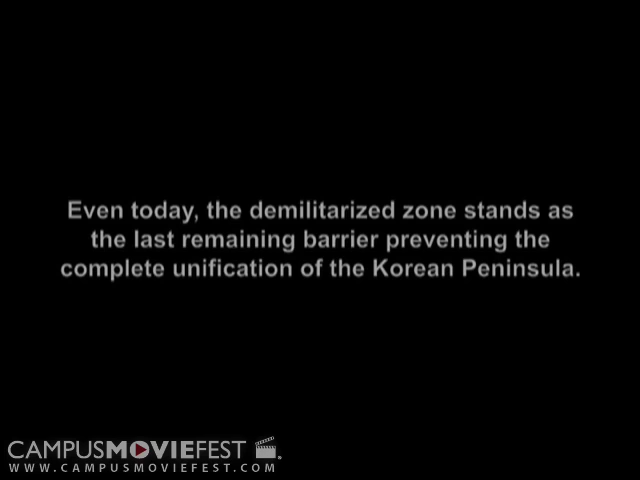 Even today, the demilitarized zone stands as
the last remaining barrier preventing the
complete unification of the Korean Peninsula.
CAMPUSMOVIEFEST
WWW.CAMPUSMOVIEFEST.COM